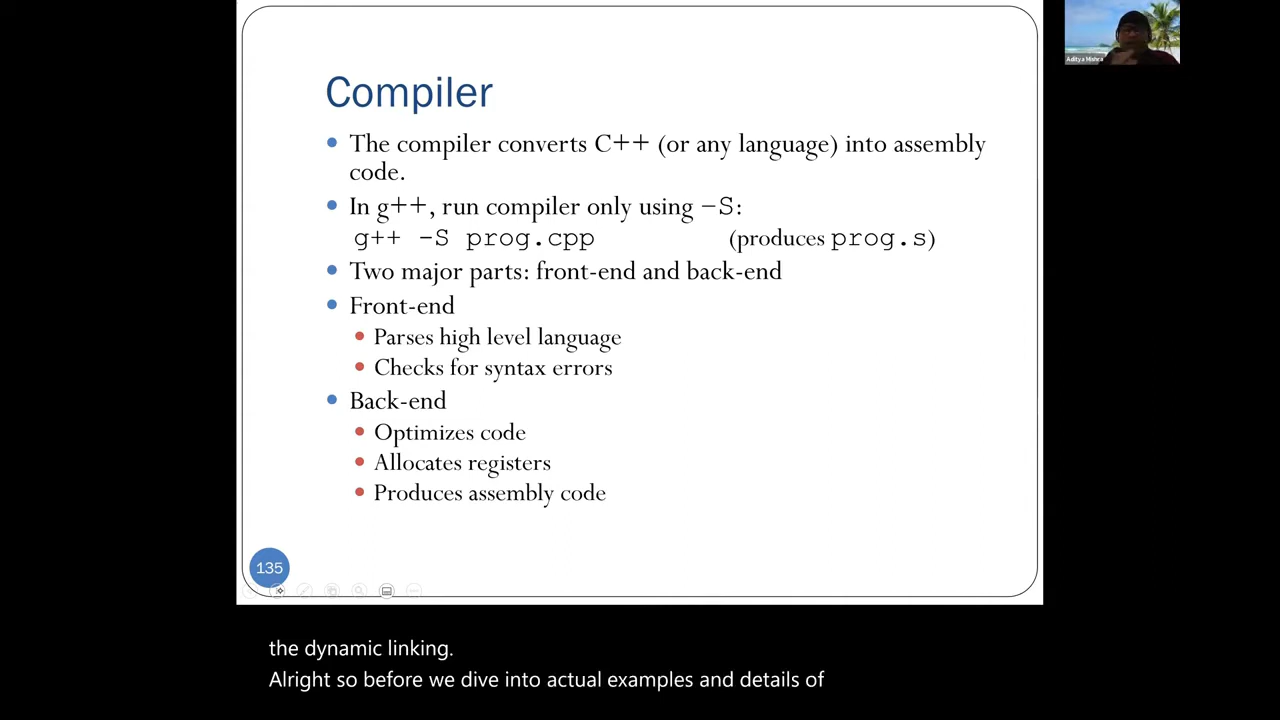 Compiler
• The compiler converts C++ (or any language) into assembly
code.
• In g++, run compiler only using –S:
g++ -S prog.cpp (produces prog.s)
• Two major parts: front-end and back-end
• Front-end
• Parses high level language
• Checks for syntax errors
• Back-end
• Optimizes code
• Allocates registers
• Produces assembly code
135
Aditya Mishra
the dynamic linking.
Alright so before we dive into actual examples and details of